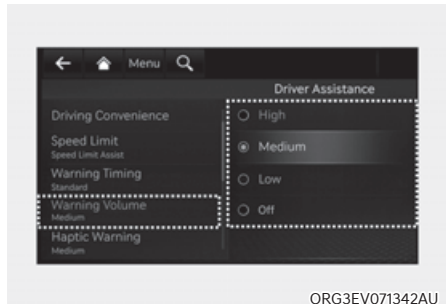 Menu
Driver Assistance
Driving Convenience
Speed Limit
Speed Limit Assist
Warning Timing
Standard
Warning Volume
Medium
Haptic Warning
Medium
High
Medium
Low
Off
ORG3EV071342AU